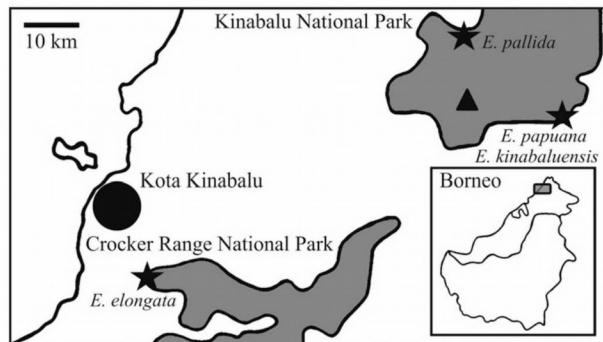 Kinabalu National Park
10 km
E. pallida
E. papuana
E. kinabaluensis
Borneo
Kota Kinabalu
Crocker Range National Park
E. elongata